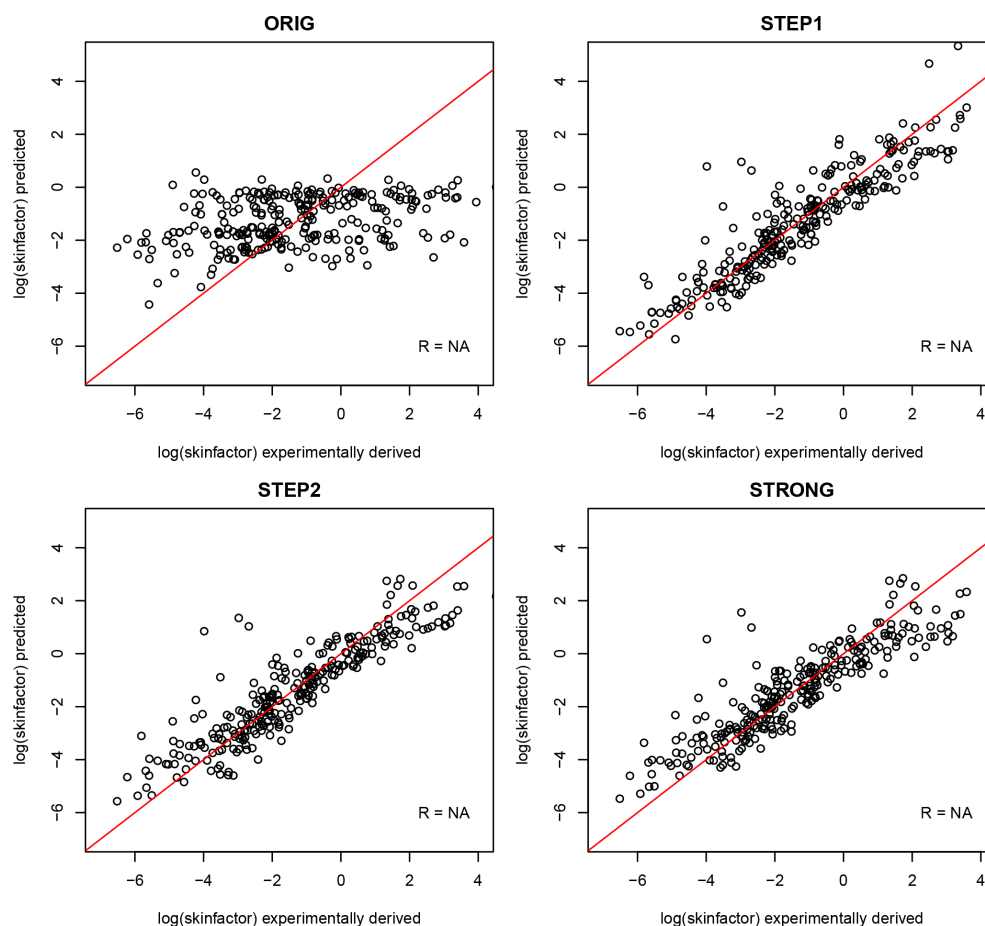 ORIG
log(skinfactor) predicted
4
2
0
−2
−4
−6
R = NA
−6 −4 −2 0 2 4
log(skinfactor) experimentally derived
STEP1
log(skinfactor) predicted
4
2
0
−2
−4
−6
R = NA
−6 −4 −2 0 2 4
log(skinfactor) experimentally derived
STEP2
log(skinfactor) predicted
4
2
0
−2
−4
−6
R = NA
−6 −4 −2 0 2 4
log(skinfactor) experimentally derived
STRONG
log(skinfactor) predicted
4
2
0
−2
−4
−6
R = NA
−6 −4 −2 0 2 4
log(skinfactor) experimentally derived